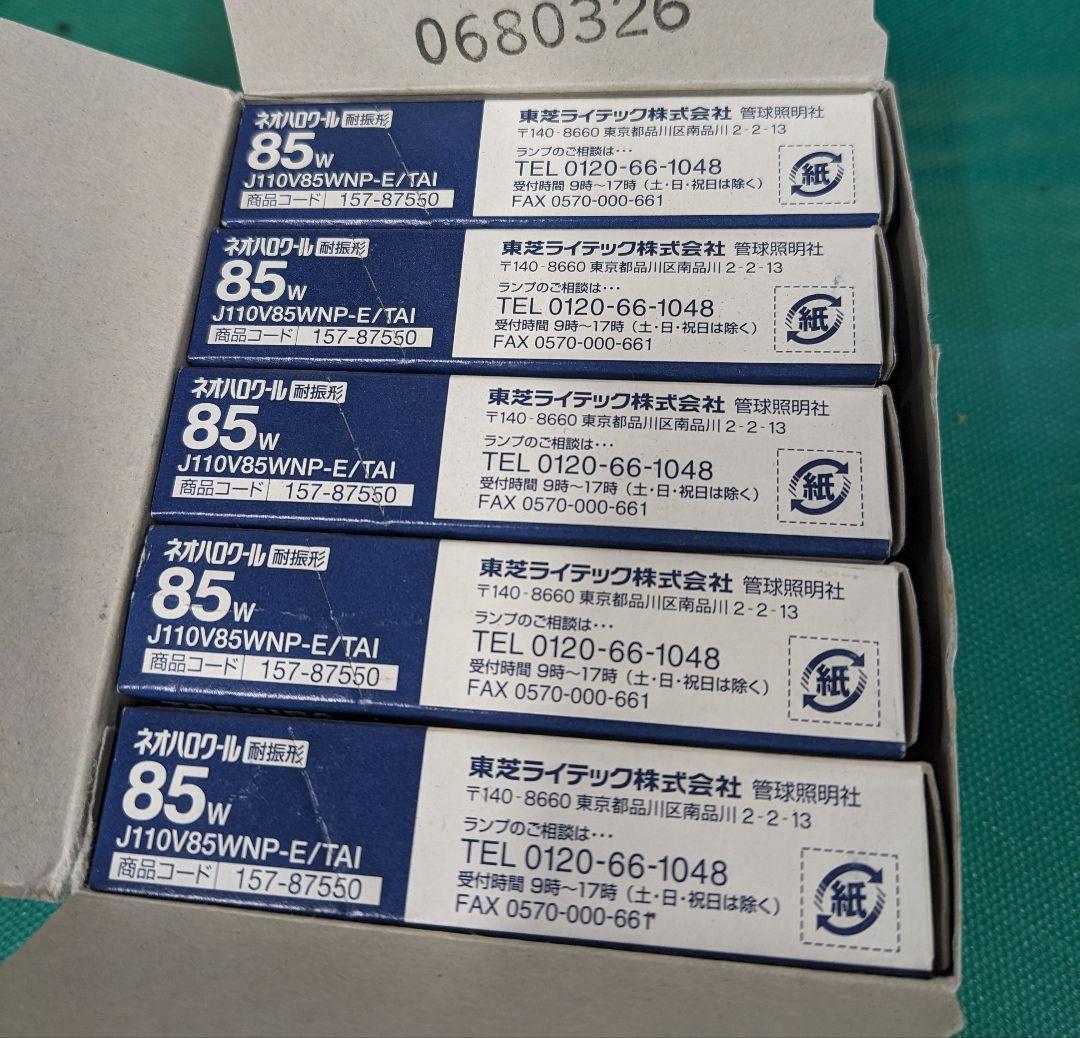 0680326
ネオハロクール 耐振形
85W
J110V85WNP-E/TAI
商品コード 157-87550
東芝ライテック株式会社 管球照明社
〒140-8660 東京都品川区南品川 2-2-13
ランプのご相談は…
TEL 0120-66-1048
受付時間 9時〜17時（土・日・祝日は除く）
FAX 0570-000-661
紙
ネオハロクール 耐振形
85W
J110V85WNP-E/TAI
商品コード 157-87550
東芝ライテック株式会社 管球照明社
〒140-8660 東京都品川区南品川 2-2-13
ランプのご相談は…
TEL 0120-66-1048
受付時間 9時〜17時（土・日・祝日は除く）
FAX 0570-000-661
紙
ネオハロクール 耐振形
85W
J110V85WNP-E/TAI
商品コード 157-87550
東芝ライテック株式会社 管球照明社
〒140-8660 東京都品川区南品川 2-2-13
ランプのご相談は…
TEL 0120-66-1048
受付時間 9時〜17時（土・日・祝日は除く）
FAX 0570-000-661
紙
ネオハロクール 耐振形
85W
J110V85WNP-E/TAI
商品コード 157-87550
東芝ライテック株式会社 管球照明社
〒140-8660 東京都品川区南品川 2-2-13
ランプのご相談は…
TEL 0120-66-1048
受付時間 9時〜17時（土・日・祝日は除く）
FAX 0570-000-661
紙
ネオハロクール 耐振形
85W
J110V85WNP-E/TAI
商品コード 157-87550
東芝ライテック株式会社 管球照明社
〒140-8660 東京都品川区南品川 2-2-13
ランプのご相談は…
TEL 0120-66-1048
受付時間 9時〜17時（土・日・祝日は除く）
FAX 0570-000-661
紙